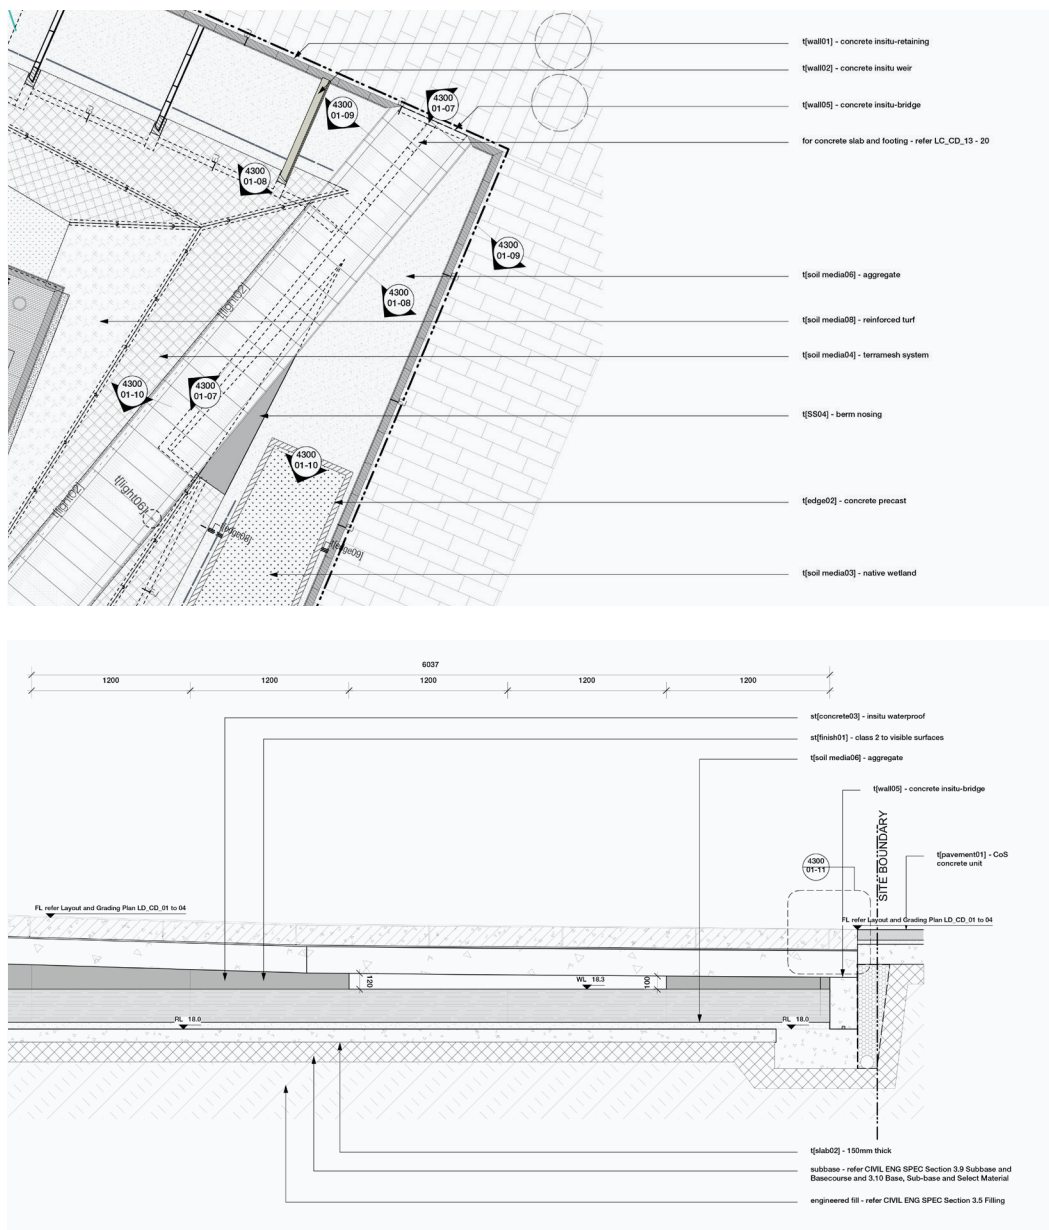 t[wall01] - concrete insitu-retaining
t[wall02] - concrete insitu weir
4300
01-07
4300
01-09
t[wall05] - concrete insitu-bridge
for concrete slab and footing - refer LC_CD_13 - 20
4300
01-08
4300
01-09
t[soil media06] - aggregate
4300
01-08
t[light02]
t[soil media08] - reinforced turf
t[soil media04] - terramesh system
4300
01-10
4300
01-07
t[SS04] - berm nosing
4300
01-10
t[light02]
t[light06]
t[edge02] - concrete precast
t[edge08]
t[edge09]
t[soil media03] - native wetland
6037
1200
1200
1200
1200
1200
st[concrete03] - insitu waterproof
st[finish01] - class 2 to visible surfaces
t[soil media06] - aggregate
t[wall05] - concrete insitu-bridge
SITE BOUNDARY
t[pavement01] - CoS
concrete unit
4300
01-11
FL refer Layout and Grading Plan LD_CD_01 to 04
FL refer Layout and Grading Plan LD_CD_01 to 04
120
WL 18.3
100
RL 18.0
RL 18.0
t[slab02] - 150mm thick
subbase - refer CIVIL ENG SPEC Section 3.9 Subbase and
Basecourse and 3.10 Base, Sub-base and Select Material
engineered fill - refer CIVIL ENG SPEC Section 3.5 Filling